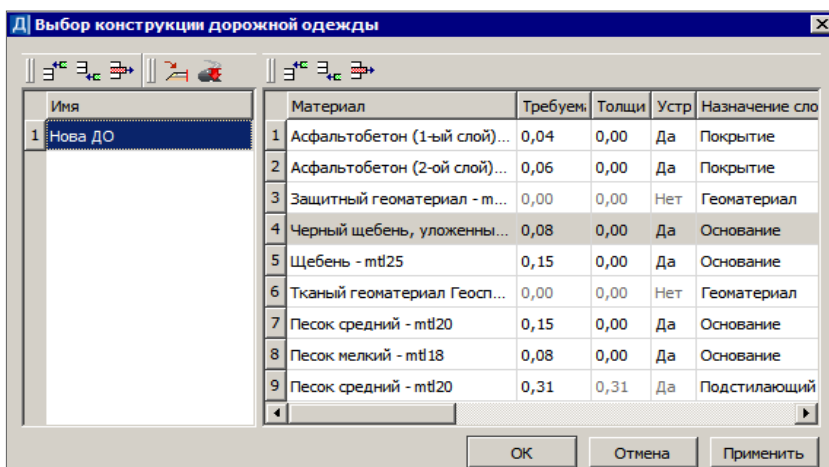 Д Выбор конструкции дорожной одежды
Имя
1 Нова ДО
Материал Требуем Толщи Устр Назначение сло
1 Асфальтобетон (1-ый слой)... 0,04 0,00 Да Покрытие
2 Асфальтобетон (2-ой слой)... 0,06 0,00 Да Покрытие
3 Защитный геоматериал - m... 0,00 0,00 Нет Геоматериал
4 Черный щебень, уложенны... 0,08 0,00 Да Основание
5 Щебень - mtl25 0,15 0,00 Да Основание
6 Тканый геоматериал Геосп... 0,00 0,00 Нет Геоматериал
7 Песок средний - mtl20 0,15 0,00 Да Основание
8 Песок мелкий - mtl18 0,08 0,00 Да Основание
9 Песок средний - mtl20 0,31 0,31 Да Подстилающий
ОК Отмена Применить